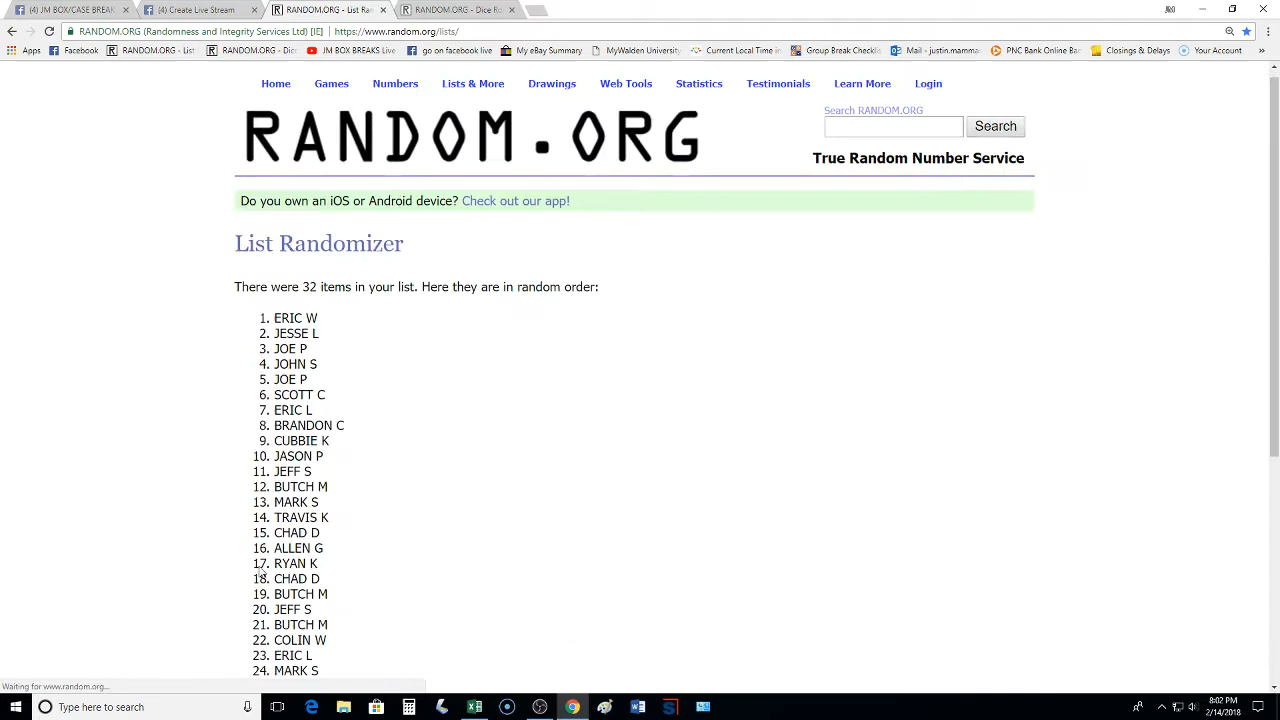 (4) JM BOX/CASE BREAK
(4) Create Live Stream
RANDOM.ORG - List Ra
RANDOM.ORG - Dice Ro
RANDOM.ORG (Randomness and Integrity Services Ltd) [IE] | https://www.random.org/lists/
Apps
Facebook
RANDOM.ORG - List
RANDOM.ORG - Dice
JM BOX BREAKS Live
go on facebook live
My eBay Summary
MyWalden University
Current Local Time in
Group Break Checklists
Mail - justin.mamma
PNC Bank Online Ban
Closings & Delays
Your Account
Home
Games
Numbers
Lists & More
Drawings
Web Tools
Statistics
Testimonials
Learn More
Login
RANDOM.ORG
Search RANDOM.ORG
Search
True Random Number Service
Do you own an iOS or Android device? Check out our app!
List Randomizer
There were 32 items in your list. Here they are in random order:
1. ERIC W
2. JESSE L
3. JOE P
4. JOHN S
5. JOE P
6. SCOTT C
7. ERIC L
8. BRANDON C
9. CUBBIE K
10. JASON P
11. JEFF S
12. BUTCH M
13. MARK S
14. TRAVIS K
15. CHAD D
16. ALLEN G
17. RYAN K
18. CHAD D
19. BUTCH M
20. JEFF S
21. BUTCH M
22. COLIN W
23. ERIC L
24. MARK S
Waiting for www.random.org...
Type here to search
8:02 PM
2/14/2018